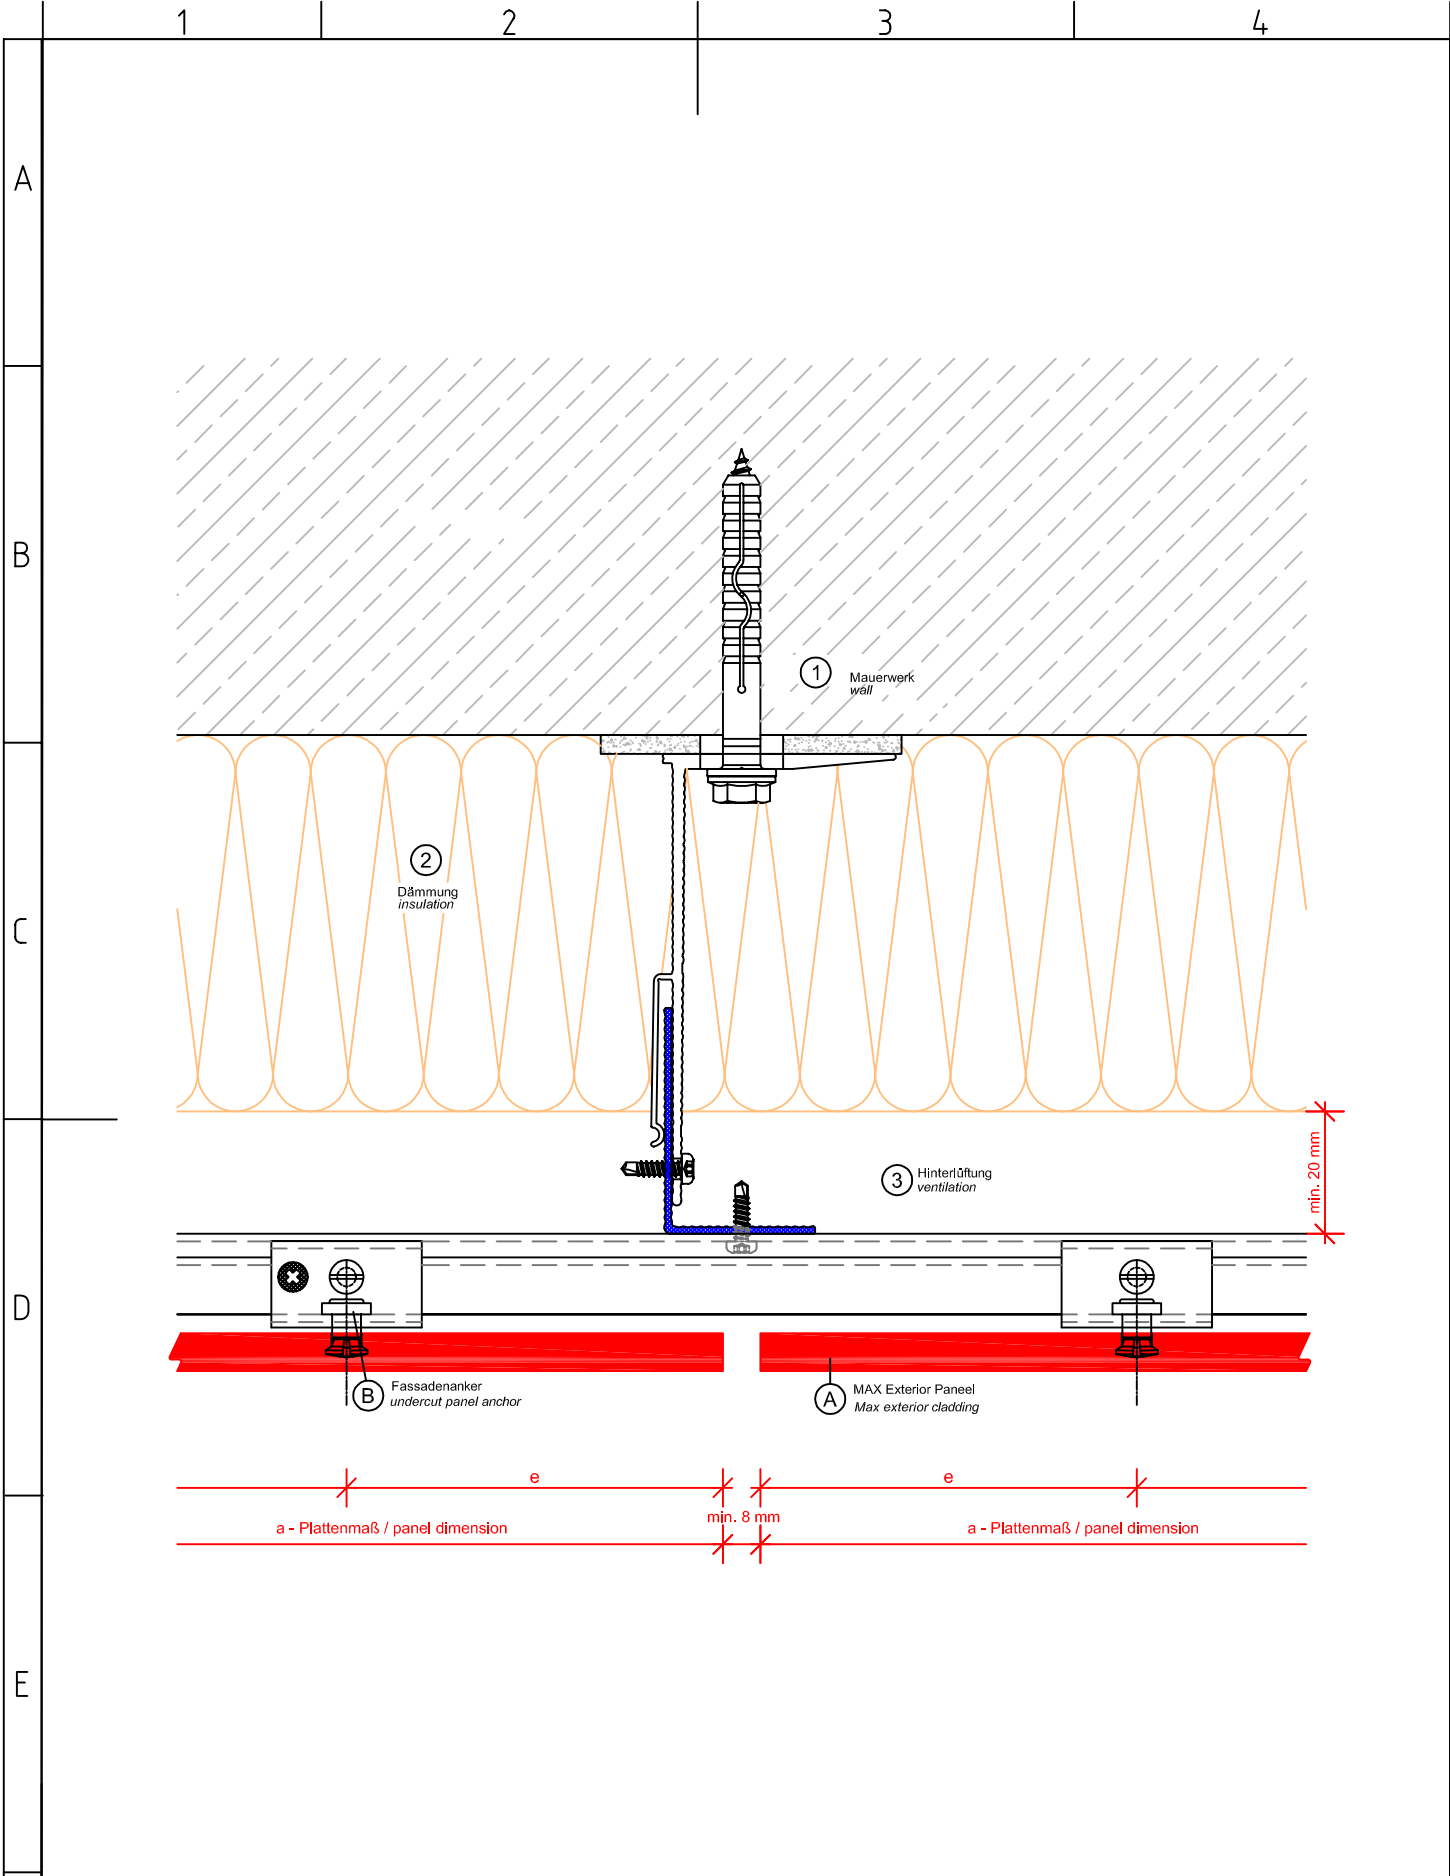 1
2
3
4
A
B
C
D
E
1
Mauerwerk
wall
2
Dämmung
insulation
3
Hinterlüftung
ventilation
min. 20 mm
B
Fassadenanker
undercut panel anchor
A
MAX Exterior Paneel
Max exterior cladding
e
e
min. 8 mm
a - Plattenmaß / panel dimension
a - Plattenmaß / panel dimension